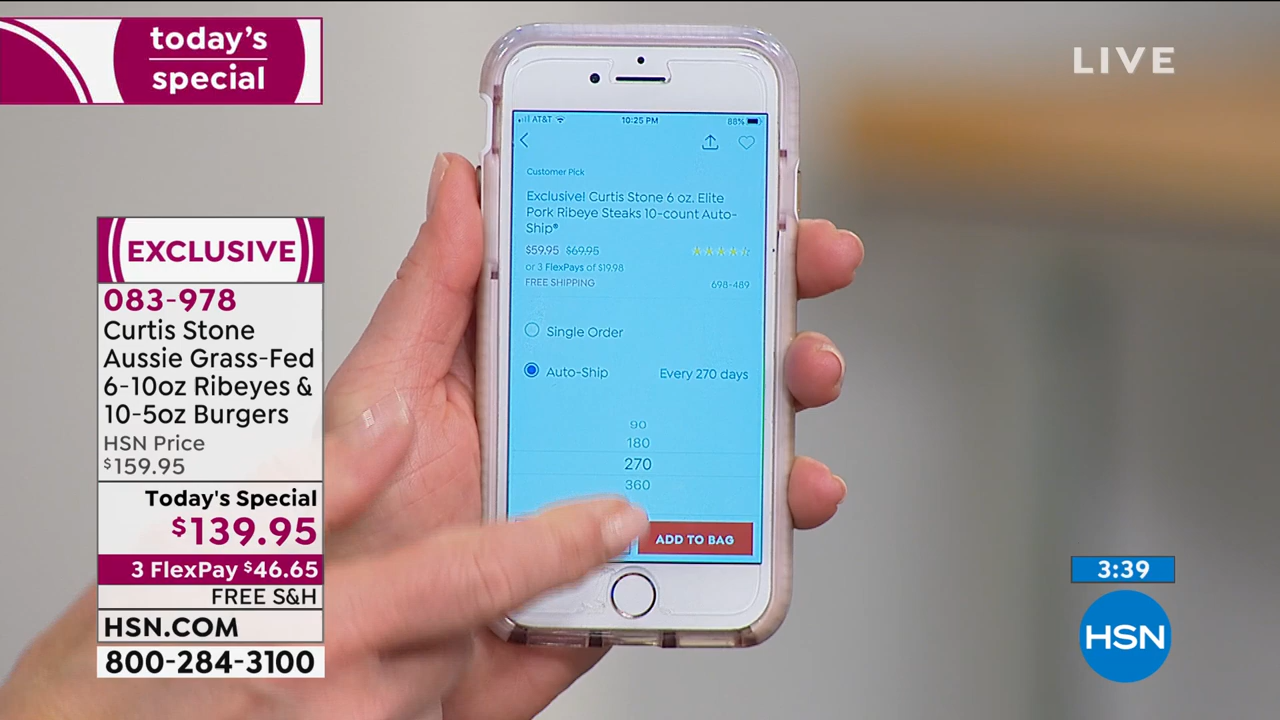 today's
special
LIVE
EXCLUSIVE
083-978
Curtis Stone
Aussie Grass-Fed
6-10oz Ribeyes &
10-5oz Burgers
HSN Price
$159.95
Today's Special
$139.95
3 FlexPay $46.65
FREE S&H
HSN.COM
800-284-3100
AT&T
10:25 PM
88%
Customer Pick
Exclusive! Curtis Stone 6 oz. Elite
Pork Ribeye Steaks 10-count Auto-
Ship®
$59.95 $69.95
or 3 FlexPays of $19.98
FREE SHIPPING
698-489
Single Order
Auto-Ship
Every 270 days
90
180
270
360
ADD TO BAG
3:39
HSN